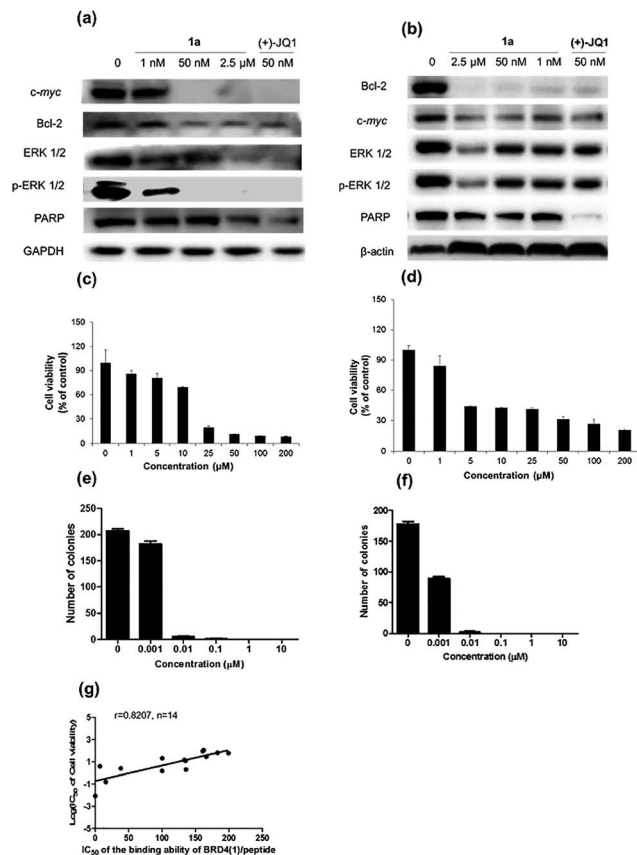 (a)
1a (+)-JQ1
0 1 nM 50 nM 2.5 µM 50 nM
c-myc
Bcl-2
ERK 1/2
p-ERK 1/2
PARP
GAPDH
(b)
1a (+)-JQ1
0 2.5 µM 50 nM 1 nM 50 nM
Bcl-2
c-myc
ERK 1/2
p-ERK 1/2
PARP
β-actin
(c)
Cell viability
(% of control)
150
120
90
60
30
0
0 1 5 10 25 50 100 200
Concentration (µM)
(d)
Cell viability
(% of control)
150
120
90
60
30
0
0 1 5 10 25 50 100 200
Concentration (µM)
(e)
Number of colonies
250
200
150
100
50
0
0 0.001 0.01 0.1 1 10
Concentration (µM)
(f)
Number of colonies
200
150
100
50
0
0 0.001 0.01 0.1 1 10
Concentration (µM)
(g)
r=0.8207, n=14
Log(IC50 of Cell viability)
5
3
1
-1
-3
-5
0 50 100 150 200 250
IC50 of the binding ability of BRD4(1)/peptide